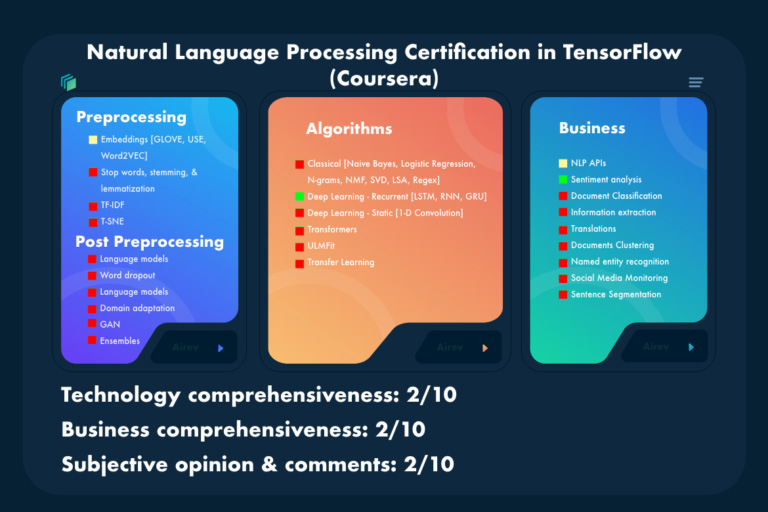 Natural Language Processing Certification in TensorFlow
(Coursera)
Preprocessing
Embeddings [GLOVE, USE,
Word2VEC]
Stop words, stemming, &
lemmatization
TF-IDF
T-SNE
Post Preprocessing
Language models
Word dropout
Language models
Domain adaptation
GAN
Ensembles
Airev
Algorithms
Classical [Naive Bayes, Logistic Regression,
N-grams, NMF, SVD, LSA, Regex]
Deep Learning - Recurrent [LSTM, RNN, GRU]
Deep Learning - Static [1-D Convolution]
Transformers
ULMFit
Transfer Learning
Airev
Business
NLP APIs
Sentiment analysis
Document Classification
Information extraction
Translations
Documents Clustering
Named entity recognition
Social Media Monitoring
Sentence Segmentation
Airev
Technology comprehensiveness: 2/10
Business comprehensiveness: 2/10
Subjective opinion & comments: 2/10